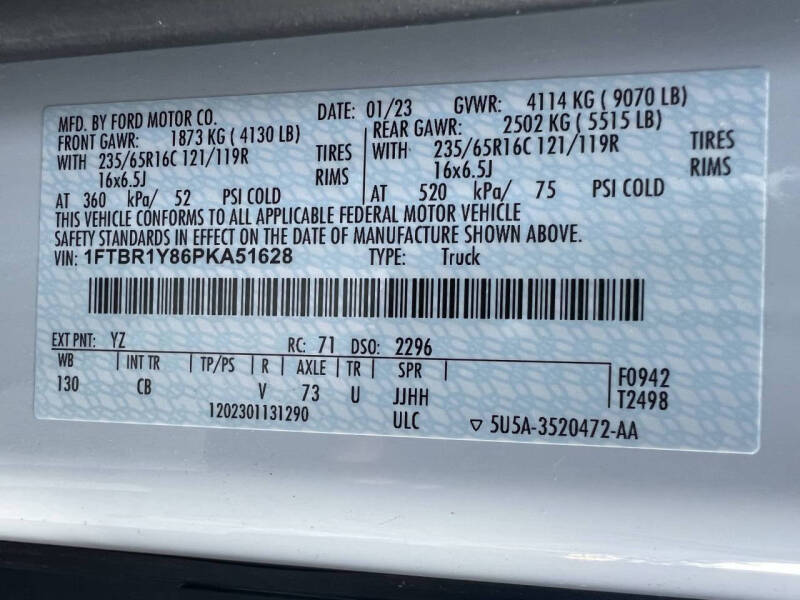 MFD. BY FORD MOTOR CO. DATE: 01/23 GVWR: 4114 KG ( 9070 LB)
FRONT GAWR: 1873 KG ( 4130 LB) REAR GAWR: 2502 KG ( 5515 LB)
WITH 235/65R16C 121/119R TIRES WITH 235/65R16C 121/119R TIRES
16x6.5J RIMS 16x6.5J RIMS
AT 360 kPa/ 52 PSI COLD AT 520 kPa/ 75 PSI COLD
THIS VEHICLE CONFORMS TO ALL APPLICABLE FEDERAL MOTOR VEHICLE
SAFETY STANDARDS IN EFFECT ON THE DATE OF MANUFACTURE SHOWN ABOVE.
VIN: 1FTBR1Y86PKA51628 TYPE: Truck
EXT PNT: YZ RC: 71 DSO: 2296
WB INT TR TP/PS R AXLE TR SPR F0942
130 CB V 73 U JJHH T2498
1202301131290 ULC ▽ 5U5A-3520472-AA